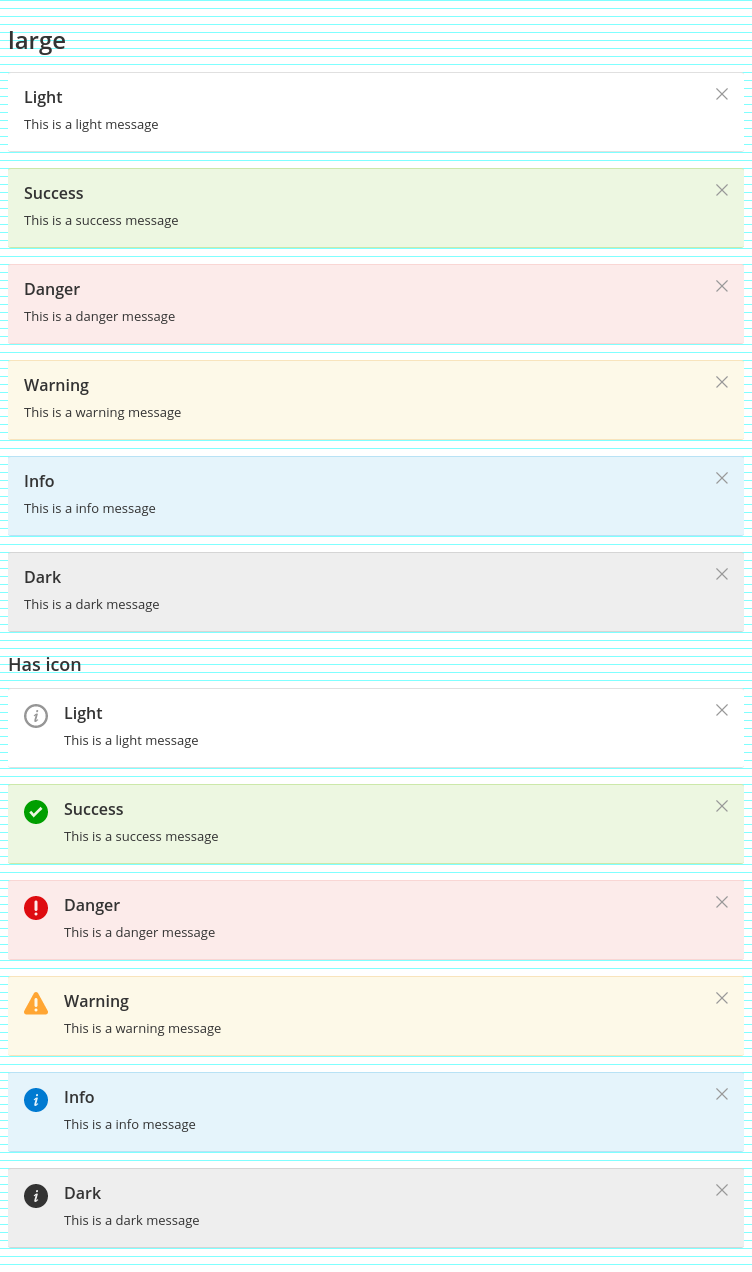 large
Light
This is a light message
Success
This is a success message
Danger
This is a danger message
Warning
This is a warning message
Info
This is a info message
Dark
This is a dark message
Has icon
Light
This is a light message
Success
This is a success message
Danger
This is a danger message
Warning
This is a warning message
Info
This is a info message
Dark
This is a dark message